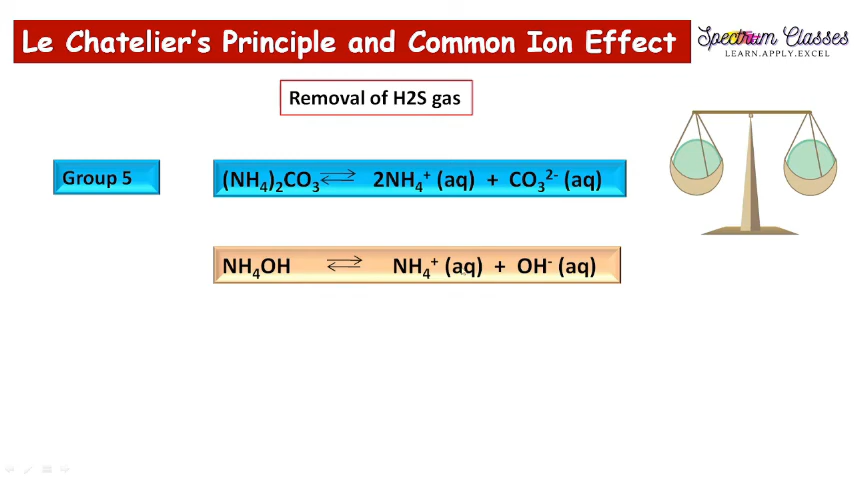 Le Chatelier's Principle and Common Ion Effect
Spectrum Classes
LEARN.APPLY.EXCEL
Removal of H2S gas
Group 5
(NH₄)₂CO₃ ⇌ 2NH₄⁺ (aq) + CO₃²⁻ (aq)
NH₄OH ⇌ NH₄⁺ (aq) + OH⁻ (aq)